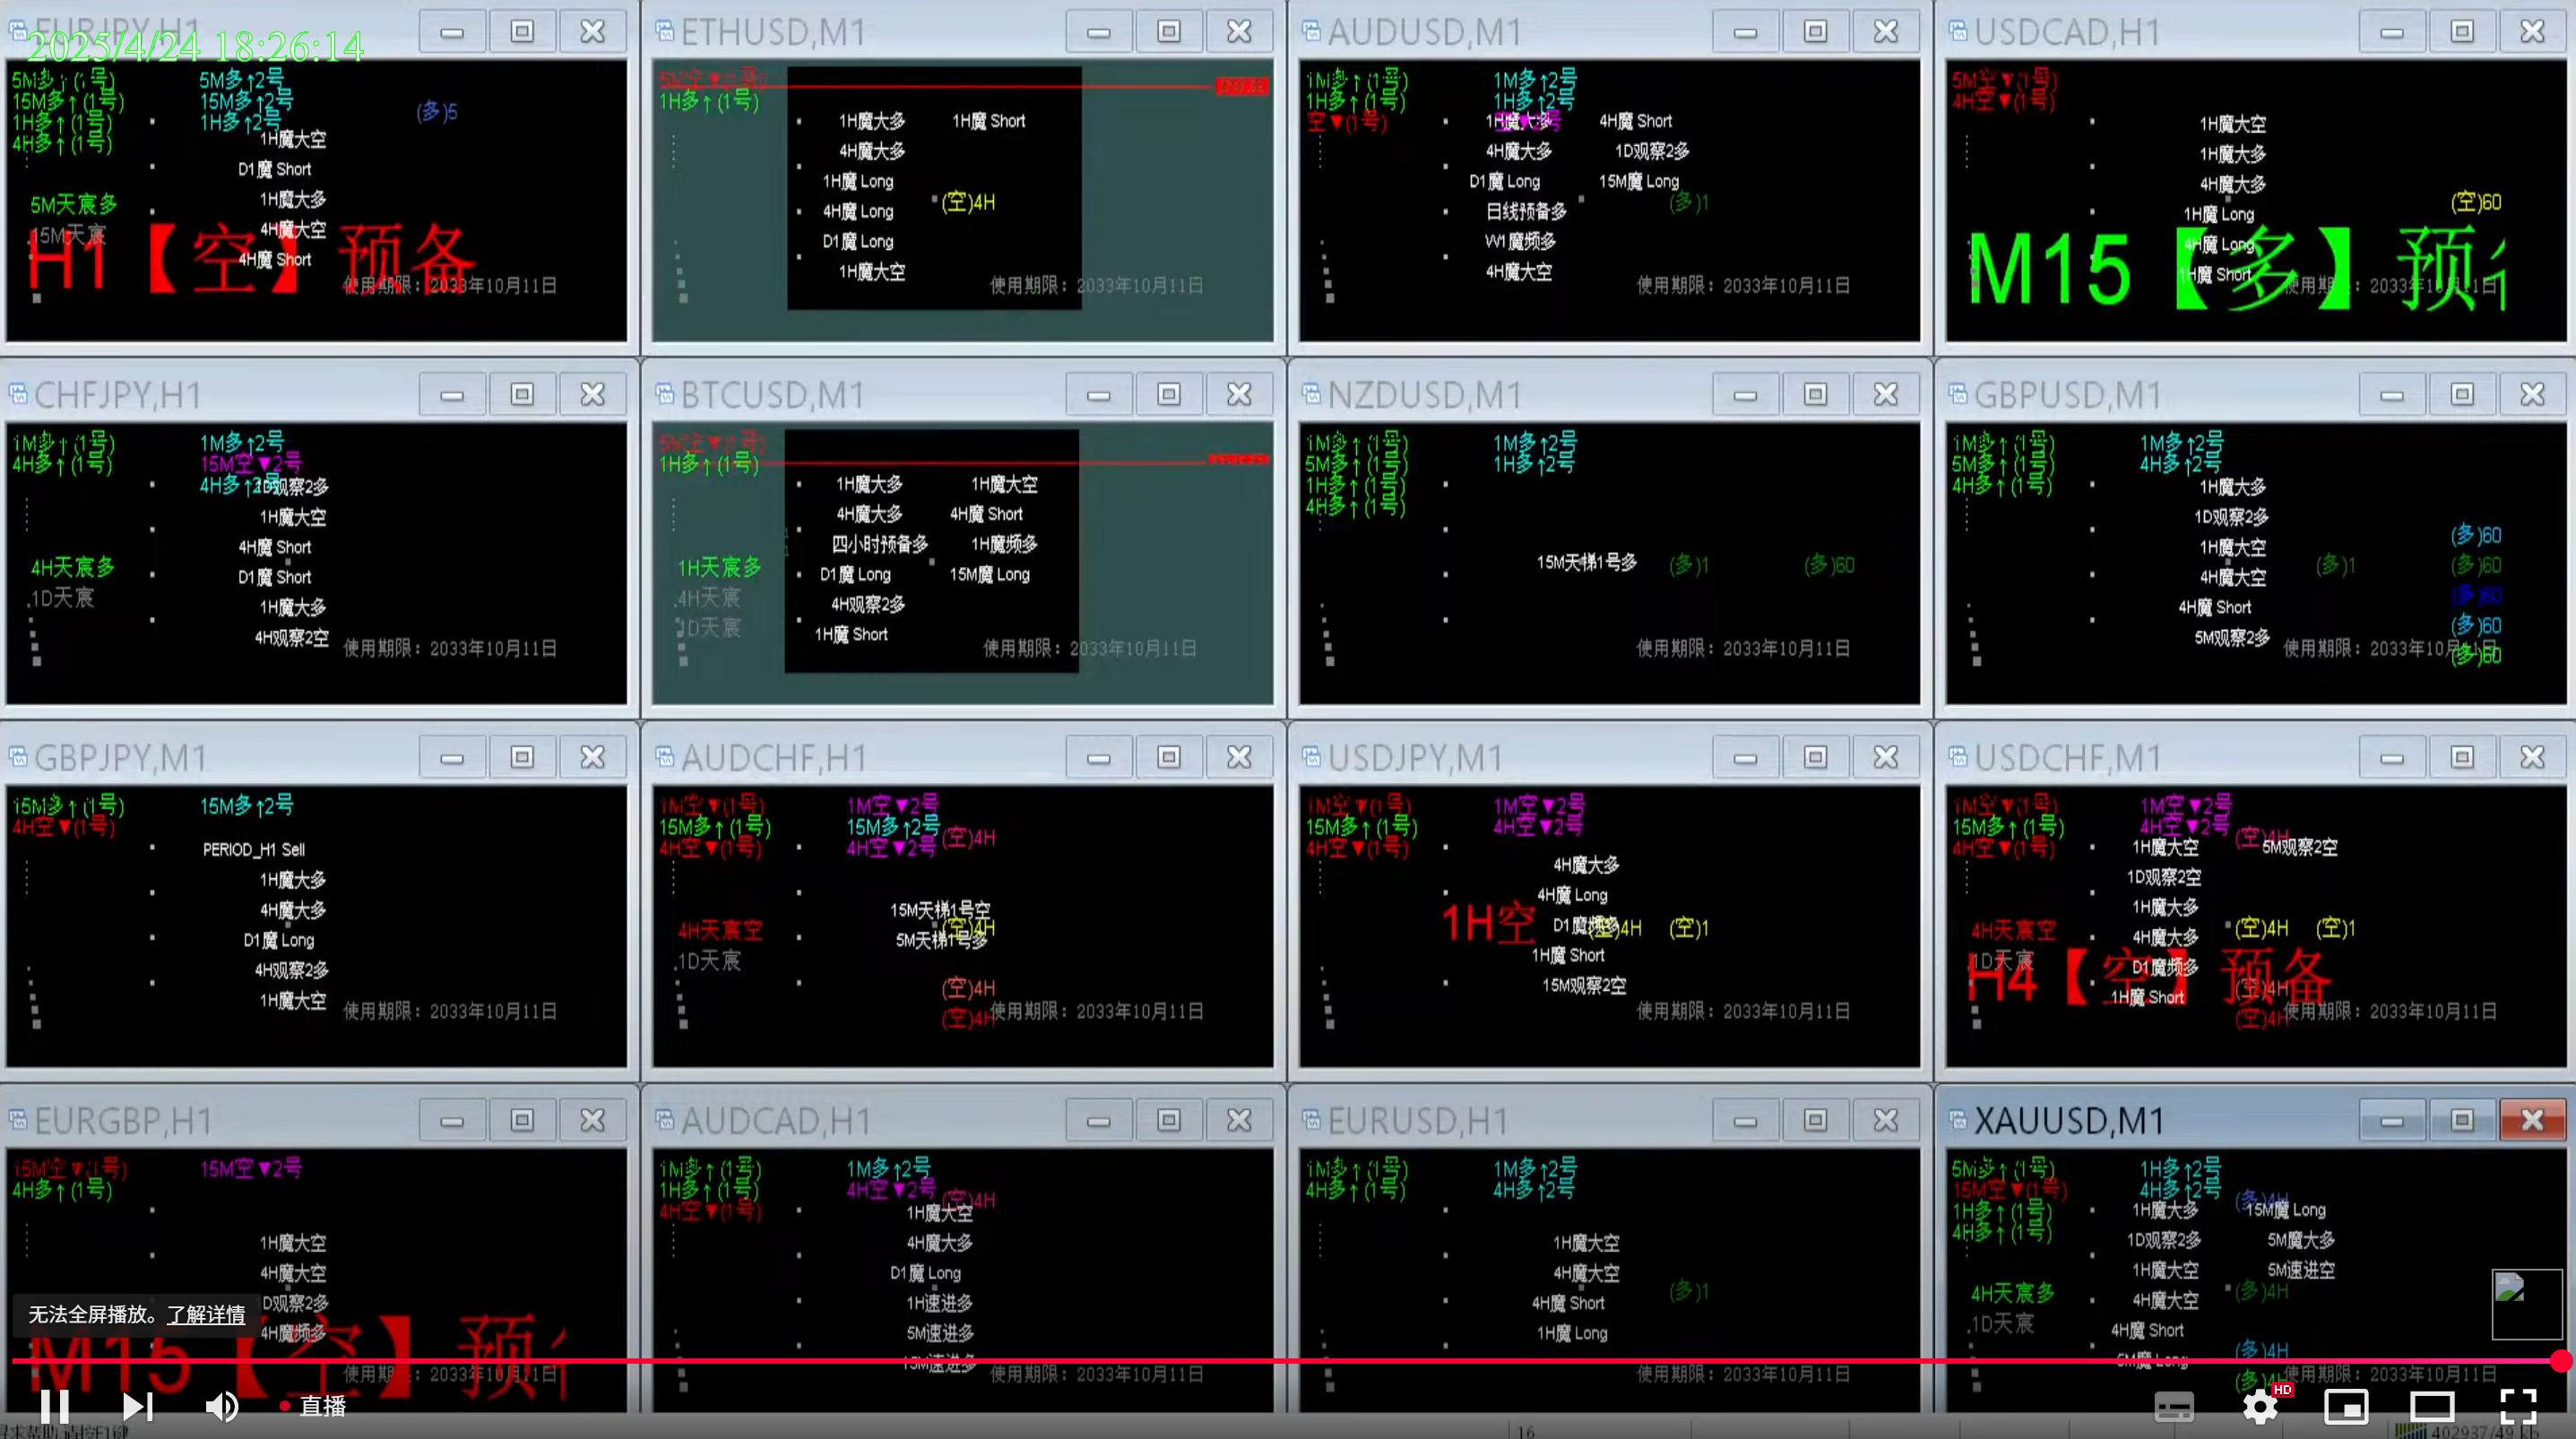 EURJPY,H1
2025/4/24 18:26:14
5M多↑(1号) 5M多↑2号
15M多↑(1号) 15M多↑2号 (多)5
1H多↑(1号) 1H多↑2号
4H多↑(1号) 1H魔大空
D1魔 Short
1H魔大多
5M天宸多
4H魔大空
.15M天宸
H1【空】预备
4H魔 Short
使用期限：2033年10月11日
ETHUSD,M1
5M空▼(1号)
1H多↑(1号)
1H魔大多 1H魔 Short
4H魔大多
1H魔 Long
4H魔 Long (空)4H
D1魔 Long
1H魔大空
使用期限：2033年10月11日
AUDUSD,M1
1M多↑(1号) 1M多↑2号
1H多↑(1号) 1H多↑2号
空▼(1号) 1H魔大多 4H魔 Short
4H魔大多 1D观察2多
D1魔 Long 15M魔 Long
日线预备多 (多)1
W1魔频多
4H魔大空
使用期限：2033年10月11日
USDCAD,H1
5M空▼(1号)
4H空▼(1号)
1H魔大空
1H魔大多
4H魔大多
1H魔 Long (空)60
4H魔 Long
M15【多】预
1H魔 Short
使用期限：2033年10月11日
CHFJPY,H1
1M多↑(1号) 1M多↑2号
4H多↑(1号) 15M空▼2号
4H多↑2号 1D观察2多
1H魔大空
4H魔 Short
4H天宸多 D1魔 Short
.1D天宸 1H魔大多
4H观察2空
使用期限：2033年10月11日
BTCUSD,M1
5M空▼(1号)
1H多↑(1号)
1H魔大多 1H魔大空
4H魔大多 4H魔 Short
四小时预备多 1H魔频多
1H天宸多 D1魔 Long 15M魔 Long
.4H天宸 4H观察2多
.1D天宸 1H魔 Short
使用期限：2033年10月11日
NZDUSD,M1
1M多↑(1号) 1M多↑2号
5M多↑(1号) 1H多↑2号
1H多↑(1号)
4H多↑(1号)
15M天梯1号多 (多)1 (多)60
使用期限：2033年10月11日
GBPUSD,M1
1M多↑(1号) 1M多↑2号
5M多↑(1号) 4H多↑2号
4H多↑(1号) 1H魔大多
1D观察2多
1H魔大空 (多)60
4H魔大空 (多)1 (多)60
4H魔 Short (多)60
5M观察2多 (多)60
使用期限：2033年10月11日 (多)60
GBPJPY,M1
15M多↑(1号) 15M多↑2号
4H空▼(1号)
PERIOD_H1 Sell
1H魔大多
4H魔大多
D1魔 Long
4H观察2多
1H魔大空
使用期限：2033年10月11日
AUDCHF,H1
1M空▼(1号) 1M空▼2号
15M多↑(1号) 15M多↑2号 (空)4H
4H空▼(1号) 4H空▼2号
15M天梯1号空
4H天宸空 (空)4H
5M天梯1号多
.1D天宸
(空)4H
(空)4H 使用期限：2033年10月11日
USDJPY,M1
1M空▼(1号) 1M空▼2号
15M多↑(1号) 4H空▼2号
4H空▼(1号)
4H魔大多
4H魔 Long
1H空 D1魔频多 (空)4H (空)1
1H魔 Short
15M观察2空
使用期限：2033年10月11日
USDCHF,M1
1M空▼(1号) 1M空▼2号
15M多↑(1号) 4H空▼2号 (空)4H
4H空▼(1号) 1H魔大空 5M观察2空
1D观察2空
1H魔大多
4H天宸空 4H魔大多 (空)4H (空)1
.1D天宸 D1魔频多
H4【空】预备
1H魔 Short (空)4H
(空)4H 使用期限：2033年10月11日
EURGBP,H1
15M空▼(1号) 15M空▼2号
4H多↑(1号)
1H魔大空
4H魔大空
1D观察2多
4H魔频多
M15【空】预
使用期限：2033年10月11日
AUDCAD,H1
1M多↑(1号) 1M多↑2号
1H多↑(1号) 4H空▼2号 (空)4H
4H空▼(1号) 1H魔大空
4H魔大多
D1魔 Long
1H速进多
5M速进多
15M速进多
使用期限：2033年10月11日
EURUSD,H1
1M多↑(1号) 1M多↑2号
4H多↑(1号) 4H多↑2号
1H魔大空
4H魔大空
4H魔 Short (多)1
1H魔 Long
使用期限：2033年10月11日
XAUUSD,M1
5M多↑(1号) 1H多↑2号
15M空▼(1号) 4H多↑2号 (多)4H
1H多↑(1号) 1H魔大多 15M魔 Long
4H多↑(1号) 1D观察2多 5M魔大多
1H魔大空 5M速进空
4H天宸多 4H魔大空 (多)4H
.1D天宸 4H魔 Short
5M魔 Long (多)4H
(多)4H 使用期限：2033年10月11日
无法全屏播放。了解详情
直播
HD
寻求帮助,请按F1键
16
402937/49 kb